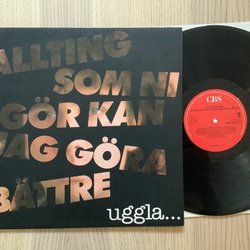 ALLTING
SOM NI
GÖR KAN
JAG GÖRA
BÄTTRE
uggla...
CBS